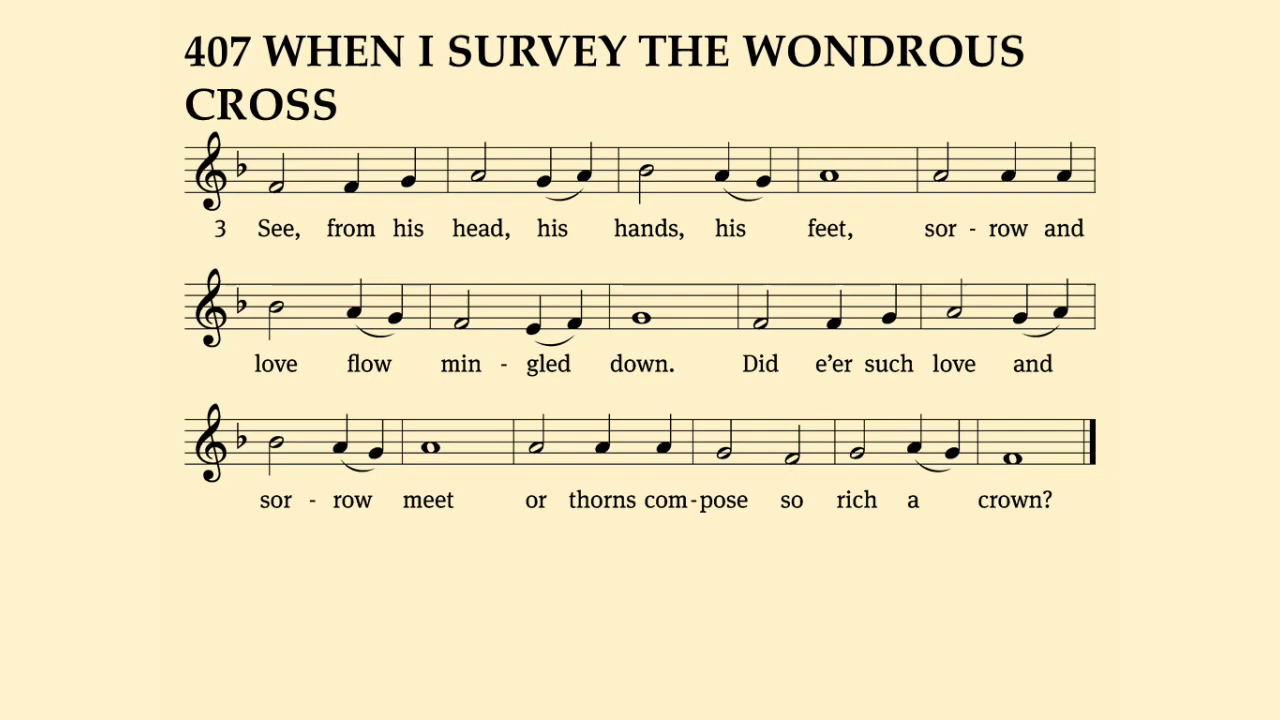 407 WHEN I SURVEY THE WONDROUS
CROSS
3 See, from his head, his hands, his feet, sor - row and
love flow min - gled down. Did e’er such love and
sor - row meet or thorns com - pose so rich a crown?